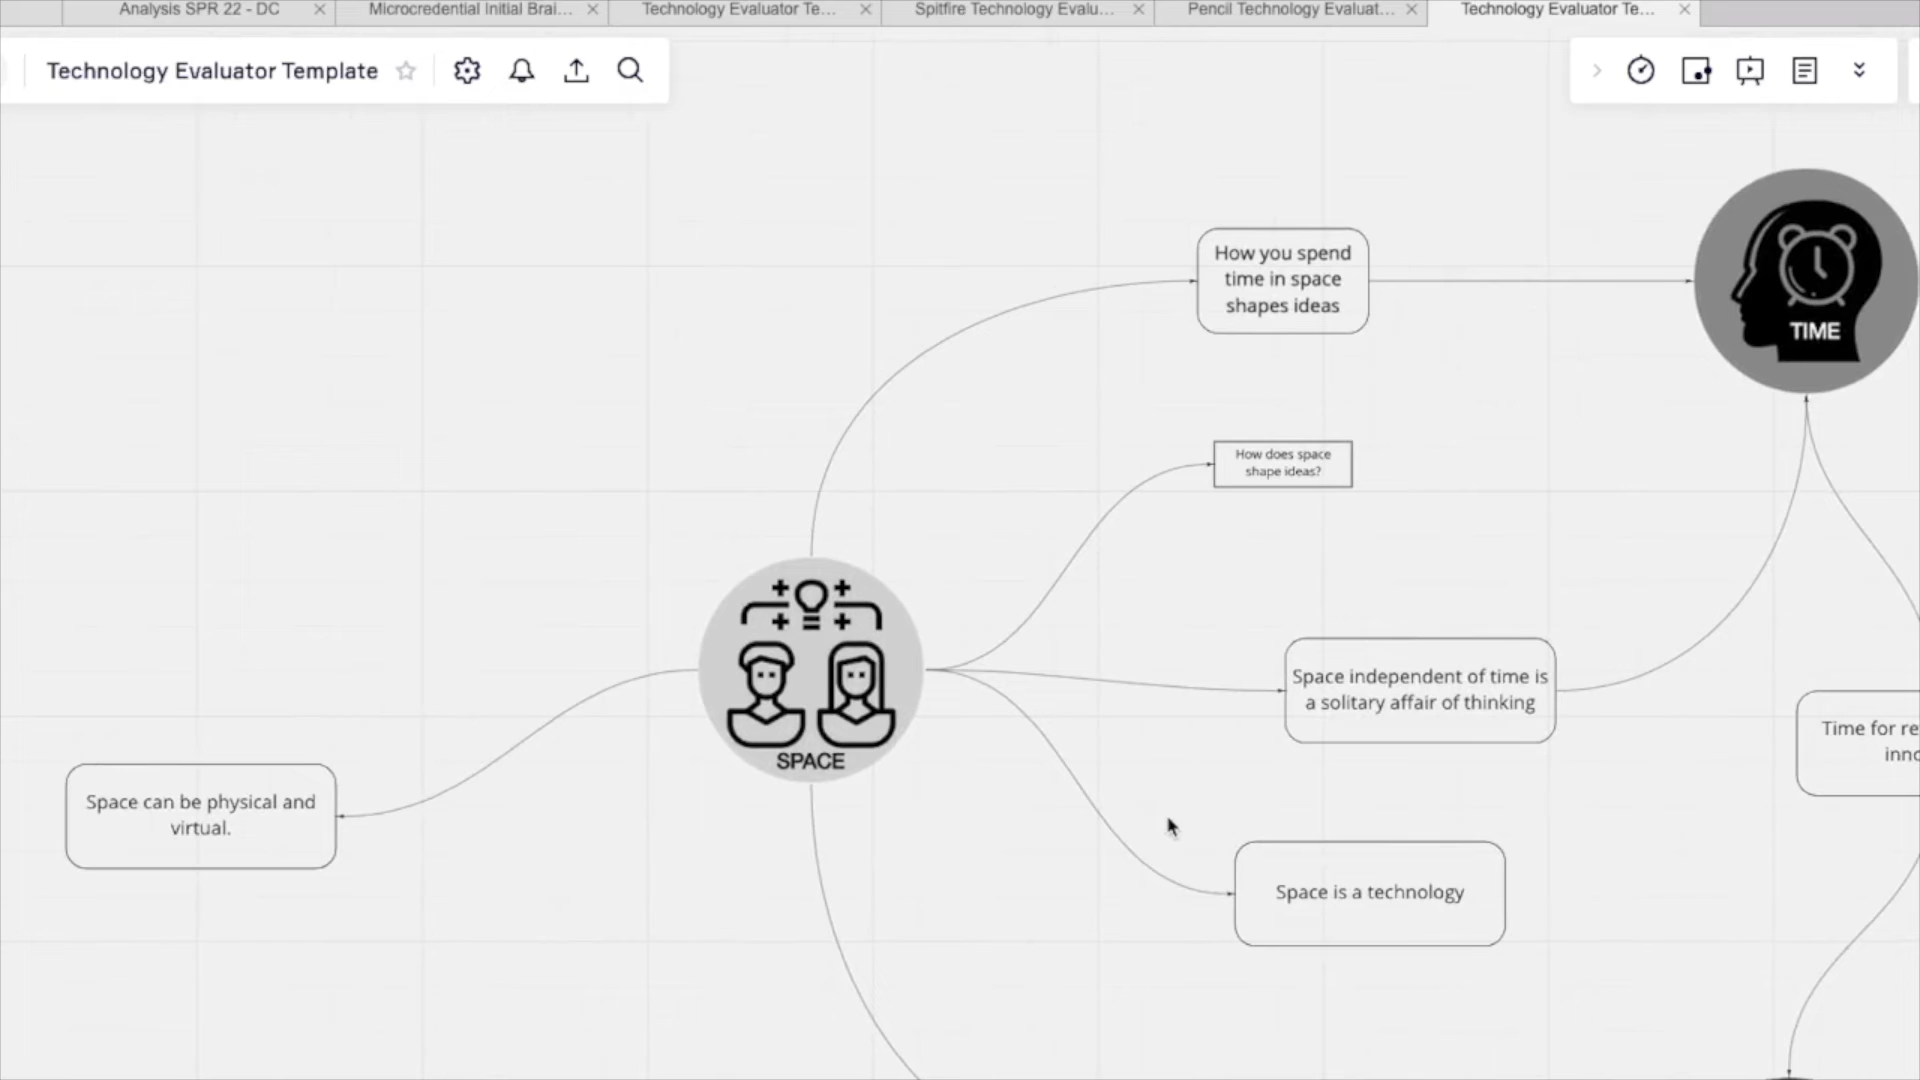 Analysis SPR 22 - DC
Microcredential Initial Brai...
Technology Evaluator Te...
Spitfire Technology Evalu...
Pencil Technology Evaluat...
Technology Evaluator Te...
Technology Evaluator Template
How you spend
time in space
shapes ideas
TIME
How does space
shape ideas?
SPACE
Space independent of time is
a solitary affair of thinking
Time for re
inno
Space can be physical and
virtual.
Space is a technology